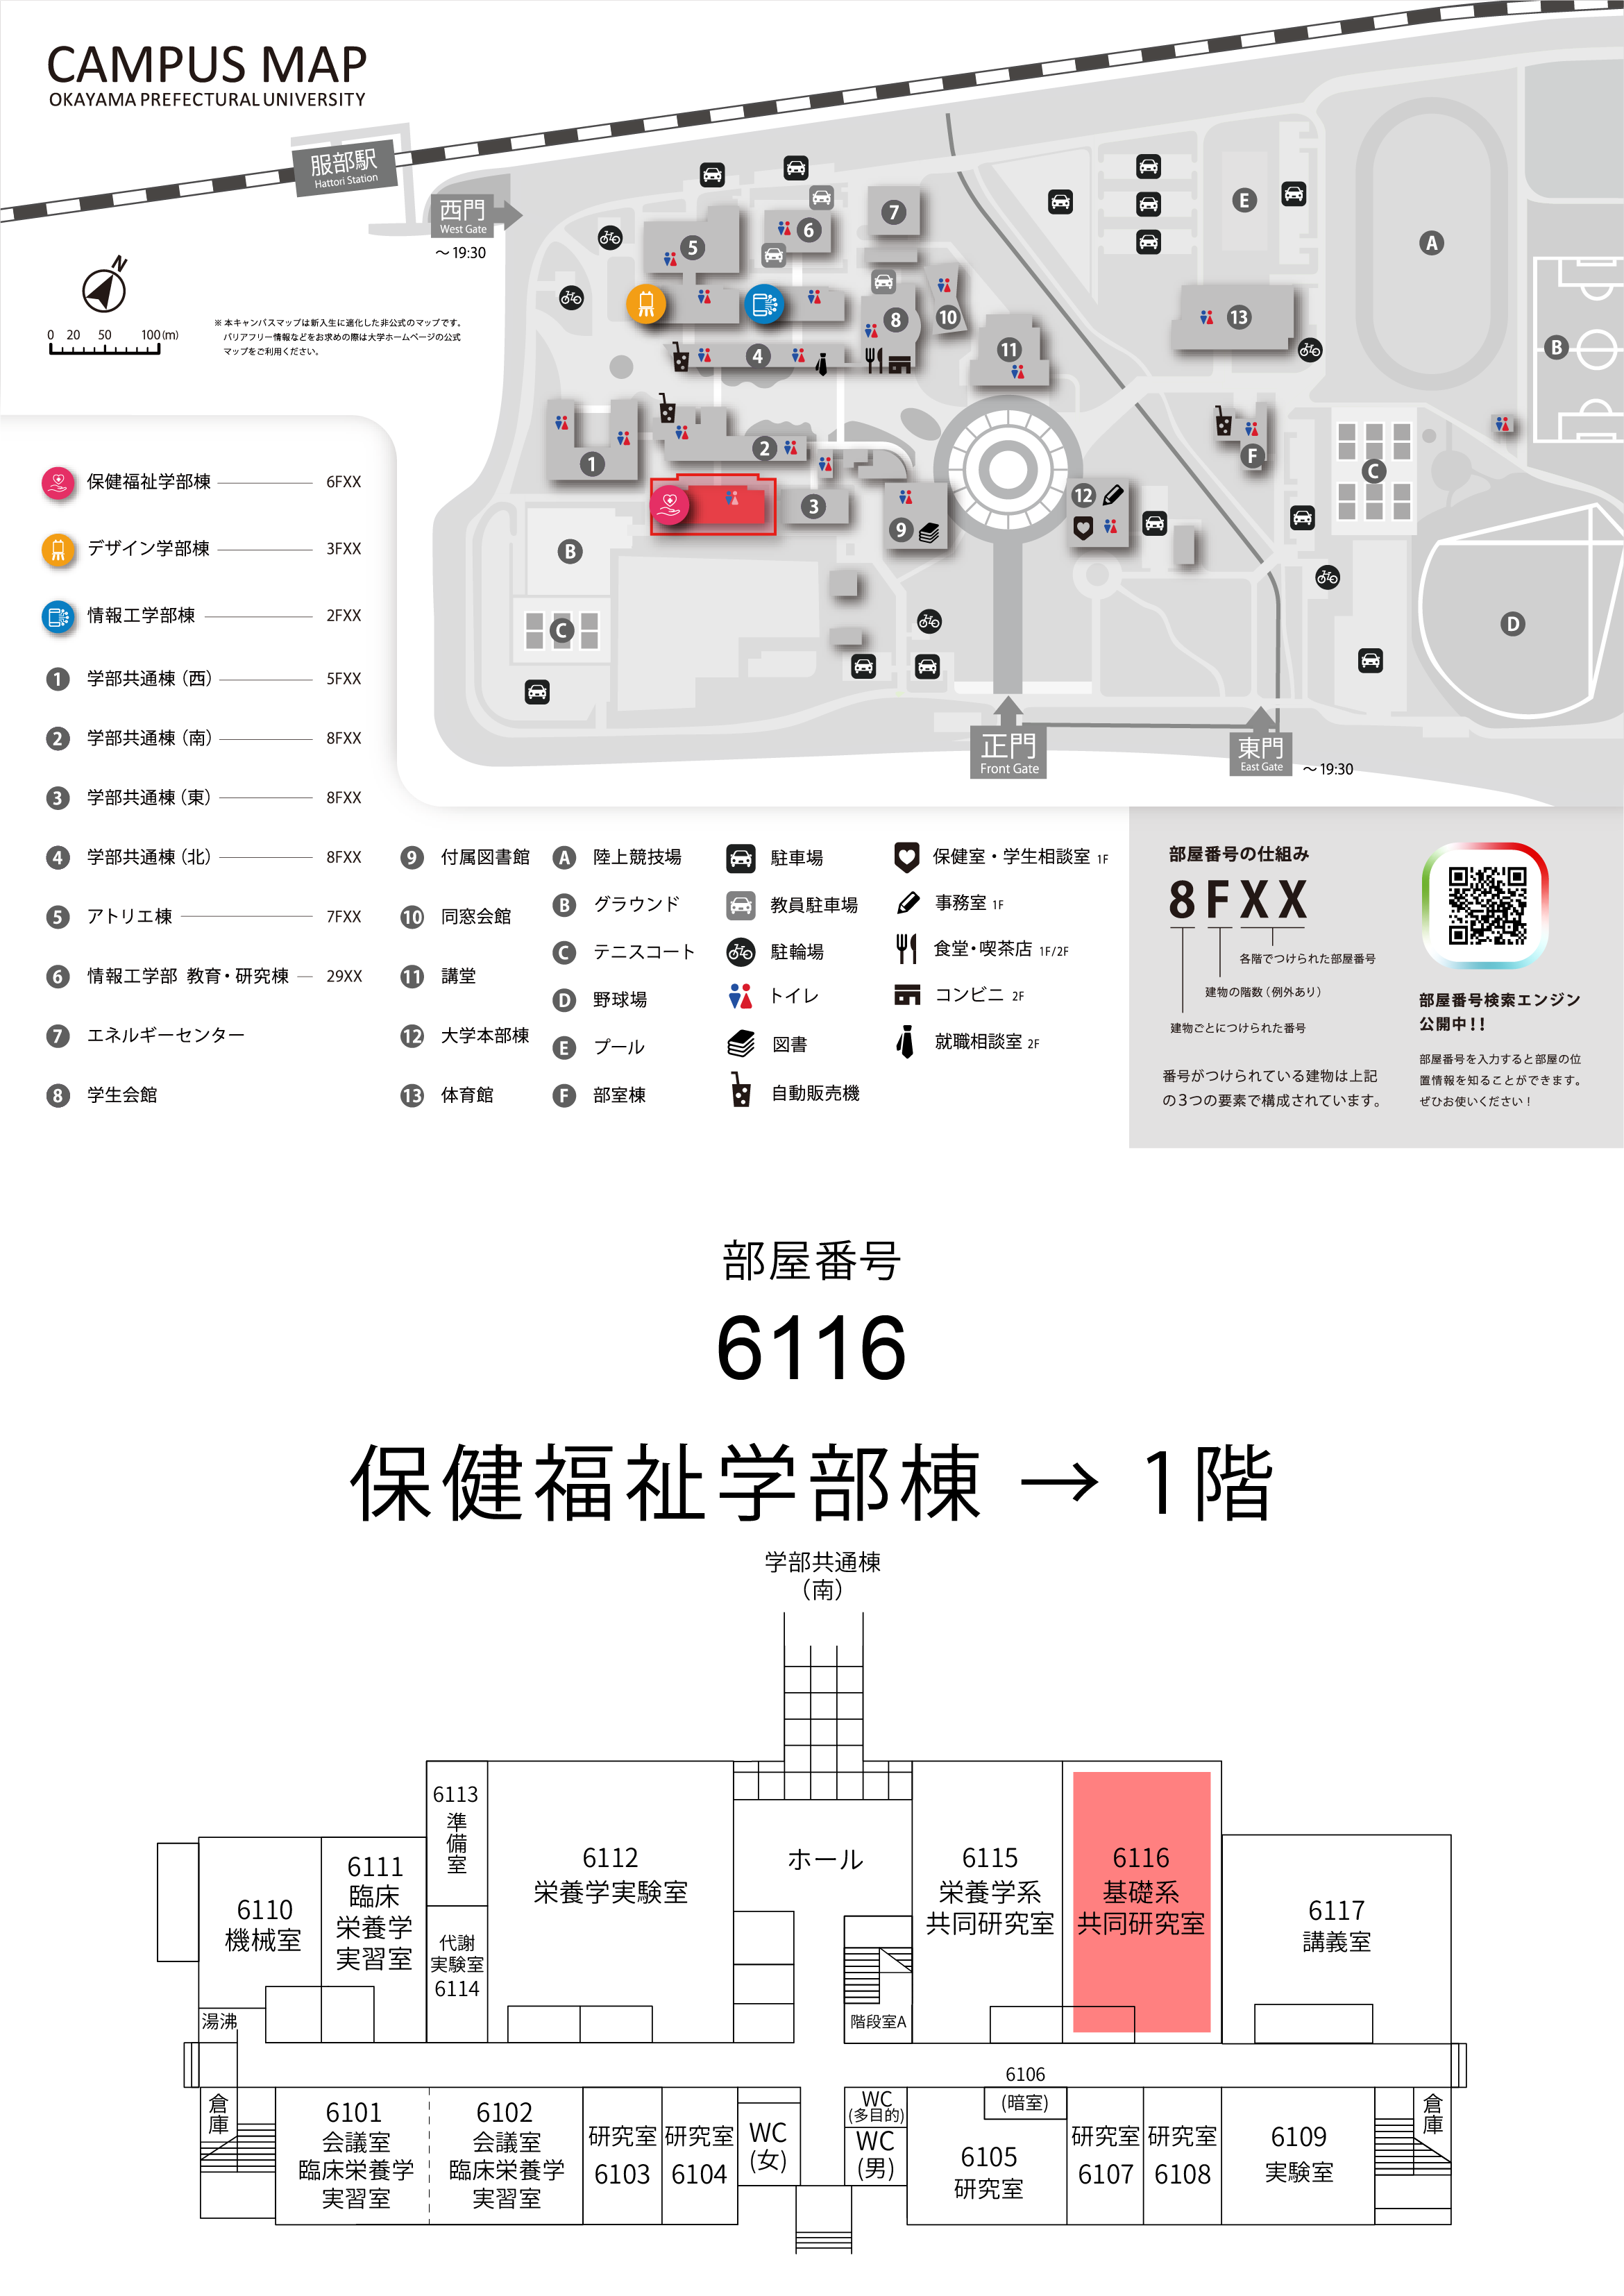 CAMPUS MAP
OKAYAMA PREFECTURAL UNIVERSITY
服部駅
Hattori Station
西門
West Gate
～19:30
N
0 20 50 100(m)
※ 本キャンパスマップは新入生に適化した非公式のマップです。
バリアフリー情報などをお求めの際は大学ホームページの公式
マップをご利用ください。
5
6
7
8
10
4
11
E
13
A
B
1
2
3
9
12
F
C
B
C
D
正門
Front Gate
東門
East Gate
～19:30
保健福祉学部棟 6FXX
デザイン学部棟 3FXX
情報工学部棟 2FXX
1 学部共通棟（西） 5FXX
2 学部共通棟（南） 8FXX
3 学部共通棟（東） 8FXX
4 学部共通棟（北） 8FXX
5 アトリエ棟 7FXX
6 情報工学部 教育・研究棟 29XX
7 エネルギーセンター
8 学生会館
9 付属図書館
10 同窓会館
11 講堂
12 大学本部棟
13 体育館
A 陸上競技場
B グラウンド
C テニスコート
D 野球場
E プール
F 部室棟
駐車場
教員駐車場
駐輪場
トイレ
図書
自動販売機
保健室・学生相談室 1F
事務室 1F
食堂・喫茶店 1F/2F
コンビニ 2F
就職相談室 2F
部屋番号の仕組み
8FXX
各階でつけられた部屋番号
建物の階数（例外あり）
建物ごとにつけられた番号
番号がつけられている建物は上記
の３つの要素で構成されています。
部屋番号検索エンジン
公開中！！
部屋番号を入力すると部屋の位
置情報を知ることができます。
ぜひお使いください！
部屋番号
6116
保健福祉学部棟 → 1階
学部共通棟
（南）
6110
機械室
6111
臨床
栄養学
実習室
6113
準備室
代謝
実験室
6114
6112
栄養学実験室
ホール
階段室A
6115
栄養学系
共同研究室
6116
基礎系
共同研究室
6117
講義室
湯沸
倉庫
6101
会議室
臨床栄養学
実習室
6102
会議室
臨床栄養学
実習室
研究室
6103
研究室
6104
WC
(女)
WC
(多目的)
WC
(男)
6106
(暗室)
6105
研究室
研究室
6107
研究室
6108
6109
実験室
倉庫